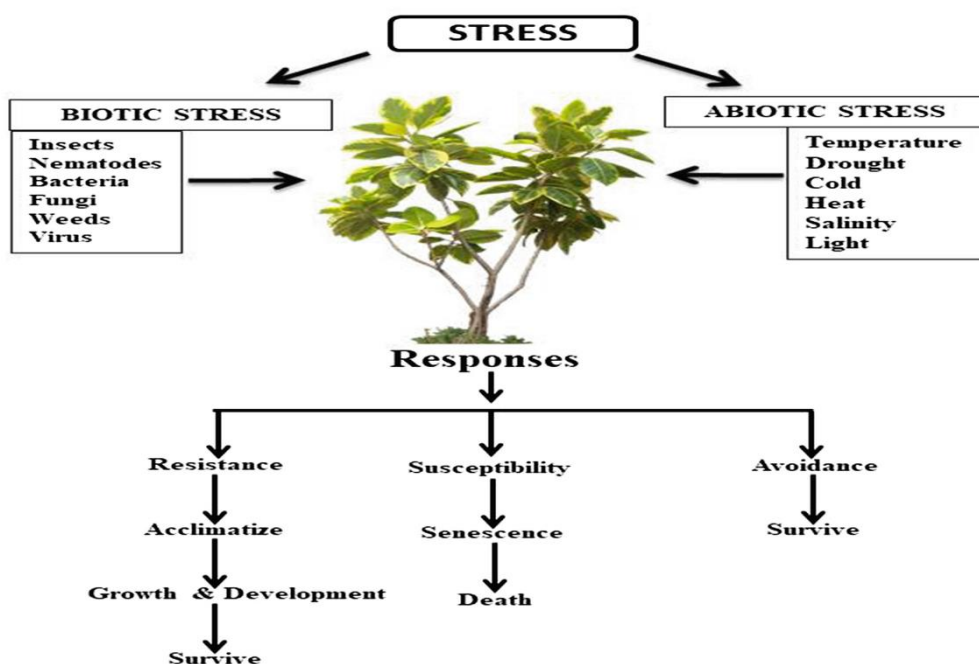 STRESS
BIOTIC STRESS
Insects
Nematodes
Bacteria
Fungi
Weeds
Virus
ABIOTIC STRESS
Temperature
Drought
Cold
Heat
Salinity
Light
Responses
Resistance
Susceptibility
Avoidance
Acclimatize
Senescence
Survive
Growth & Development
Death
Survive